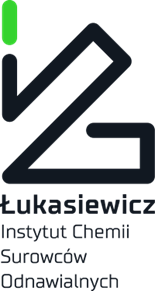 Łukasiewicz
Instytut Chemii
Surowców
Odnawialnych